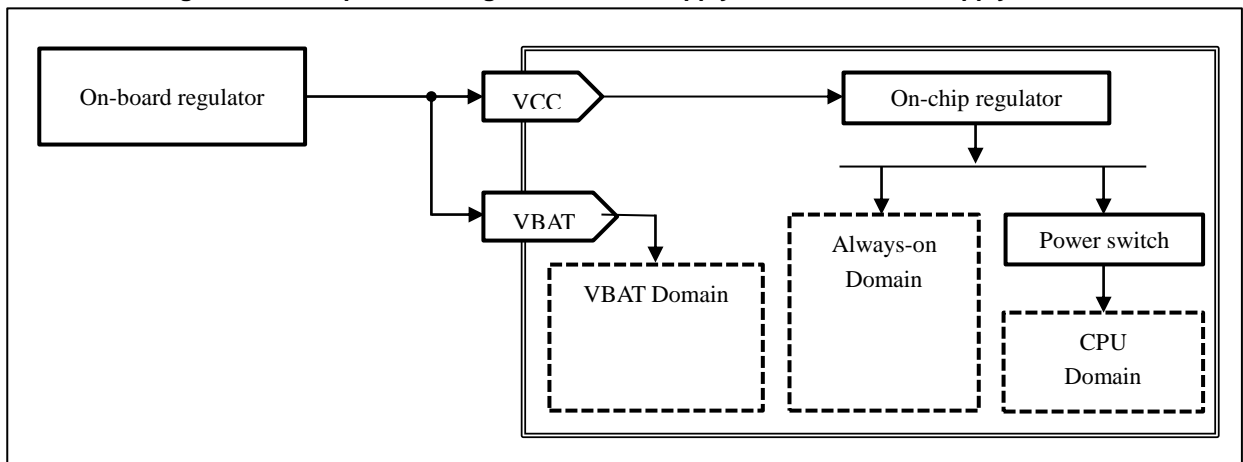 On-board regulator
VCC
On-chip regulator
VBAT
Always-on
Domain
Power switch
VBAT Domain
CPU
Domain